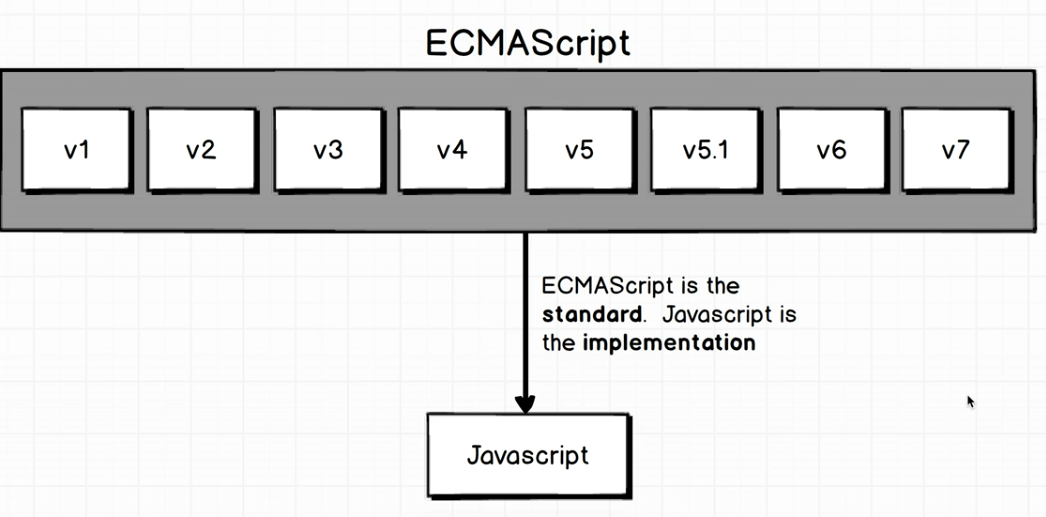 ECMAScript
v1 v2 v3 v4 v5 v5.1 v6 v7
ECMAScript is the
standard. Javascript is
the implementation
Javascript